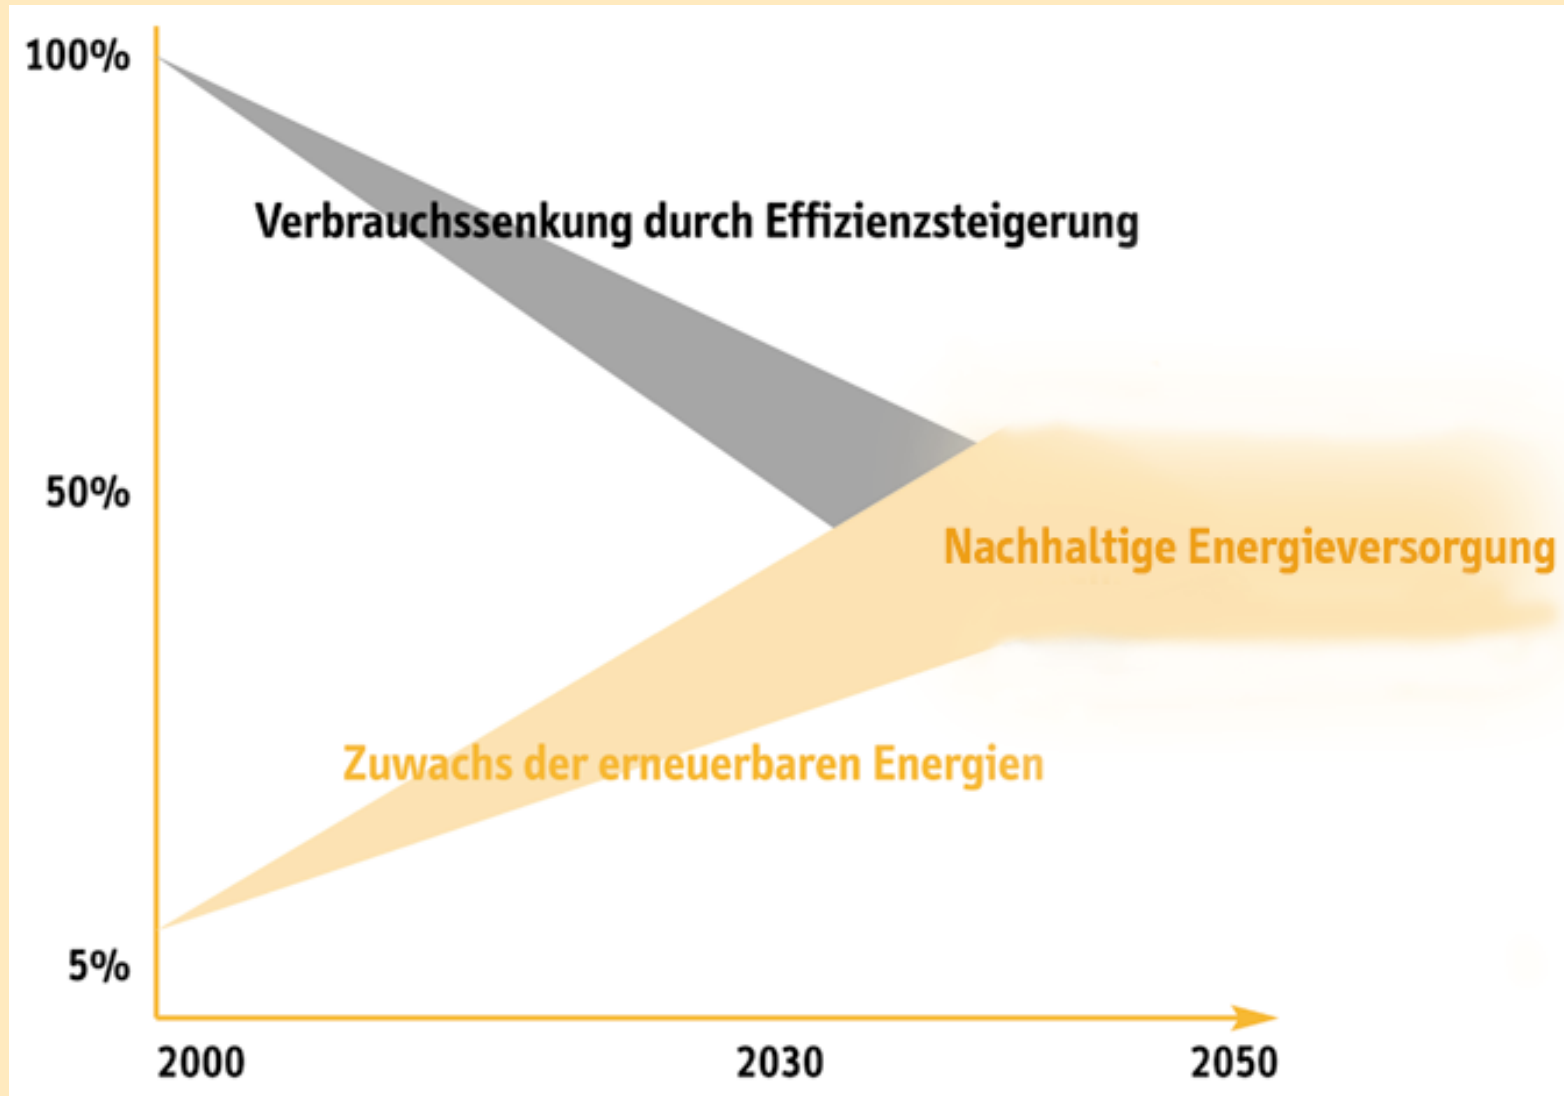 100%
Verbrauchssenkung durch Effizienzsteigerung
50%
Nachhaltige Energieversorgung
Zuwachs der erneuerbaren Energien
5%
2000 2030 2050